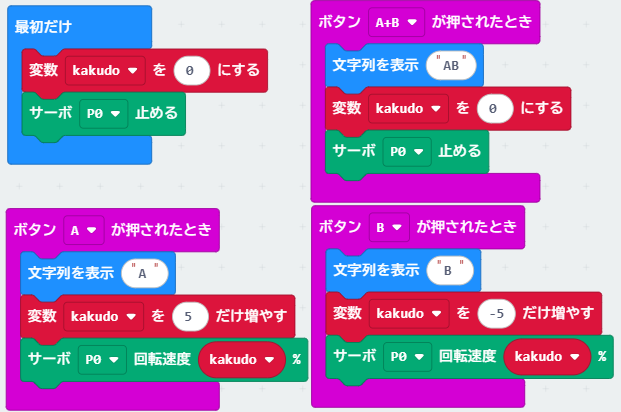 最初だけ
変数 kakudo を 0 にする
サーボ P0 止める
ボタン A+B が押されたとき
文字列を表示 "AB"
変数 kakudo を 0 にする
サーボ P0 止める
ボタン A が押されたとき
文字列を表示 "A"
変数 kakudo を 5 だけ増やす
サーボ P0 回転速度 kakudo %
ボタン B が押されたとき
文字列を表示 "B"
変数 kakudo を -5 だけ増やす
サーボ P0 回転速度 kakudo %